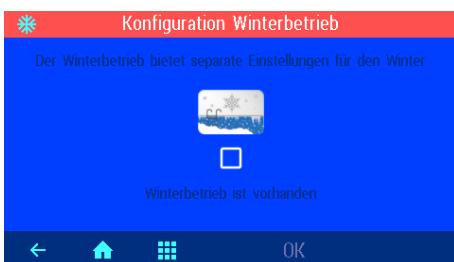 Konfiguration Winterbetrieb
Der Winterbetrieb bietet separate Einstellungen für den Winter
Winterbetrieb ist vorhanden
OK